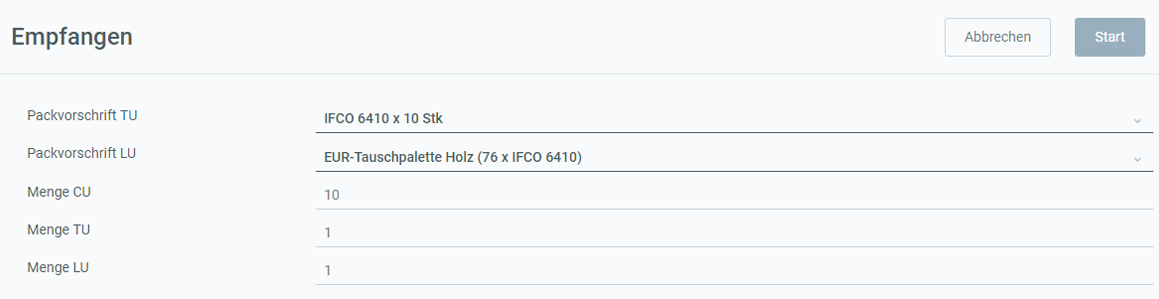 Empfangen
Abbrechen
Start
Packvorschrift TU
IFCO 6410 x 10 Stk
Packvorschrift LU
EUR-Tauschpalette Holz (76 x IFCO 6410)
Menge CU
10
Menge TU
1
Menge LU
1